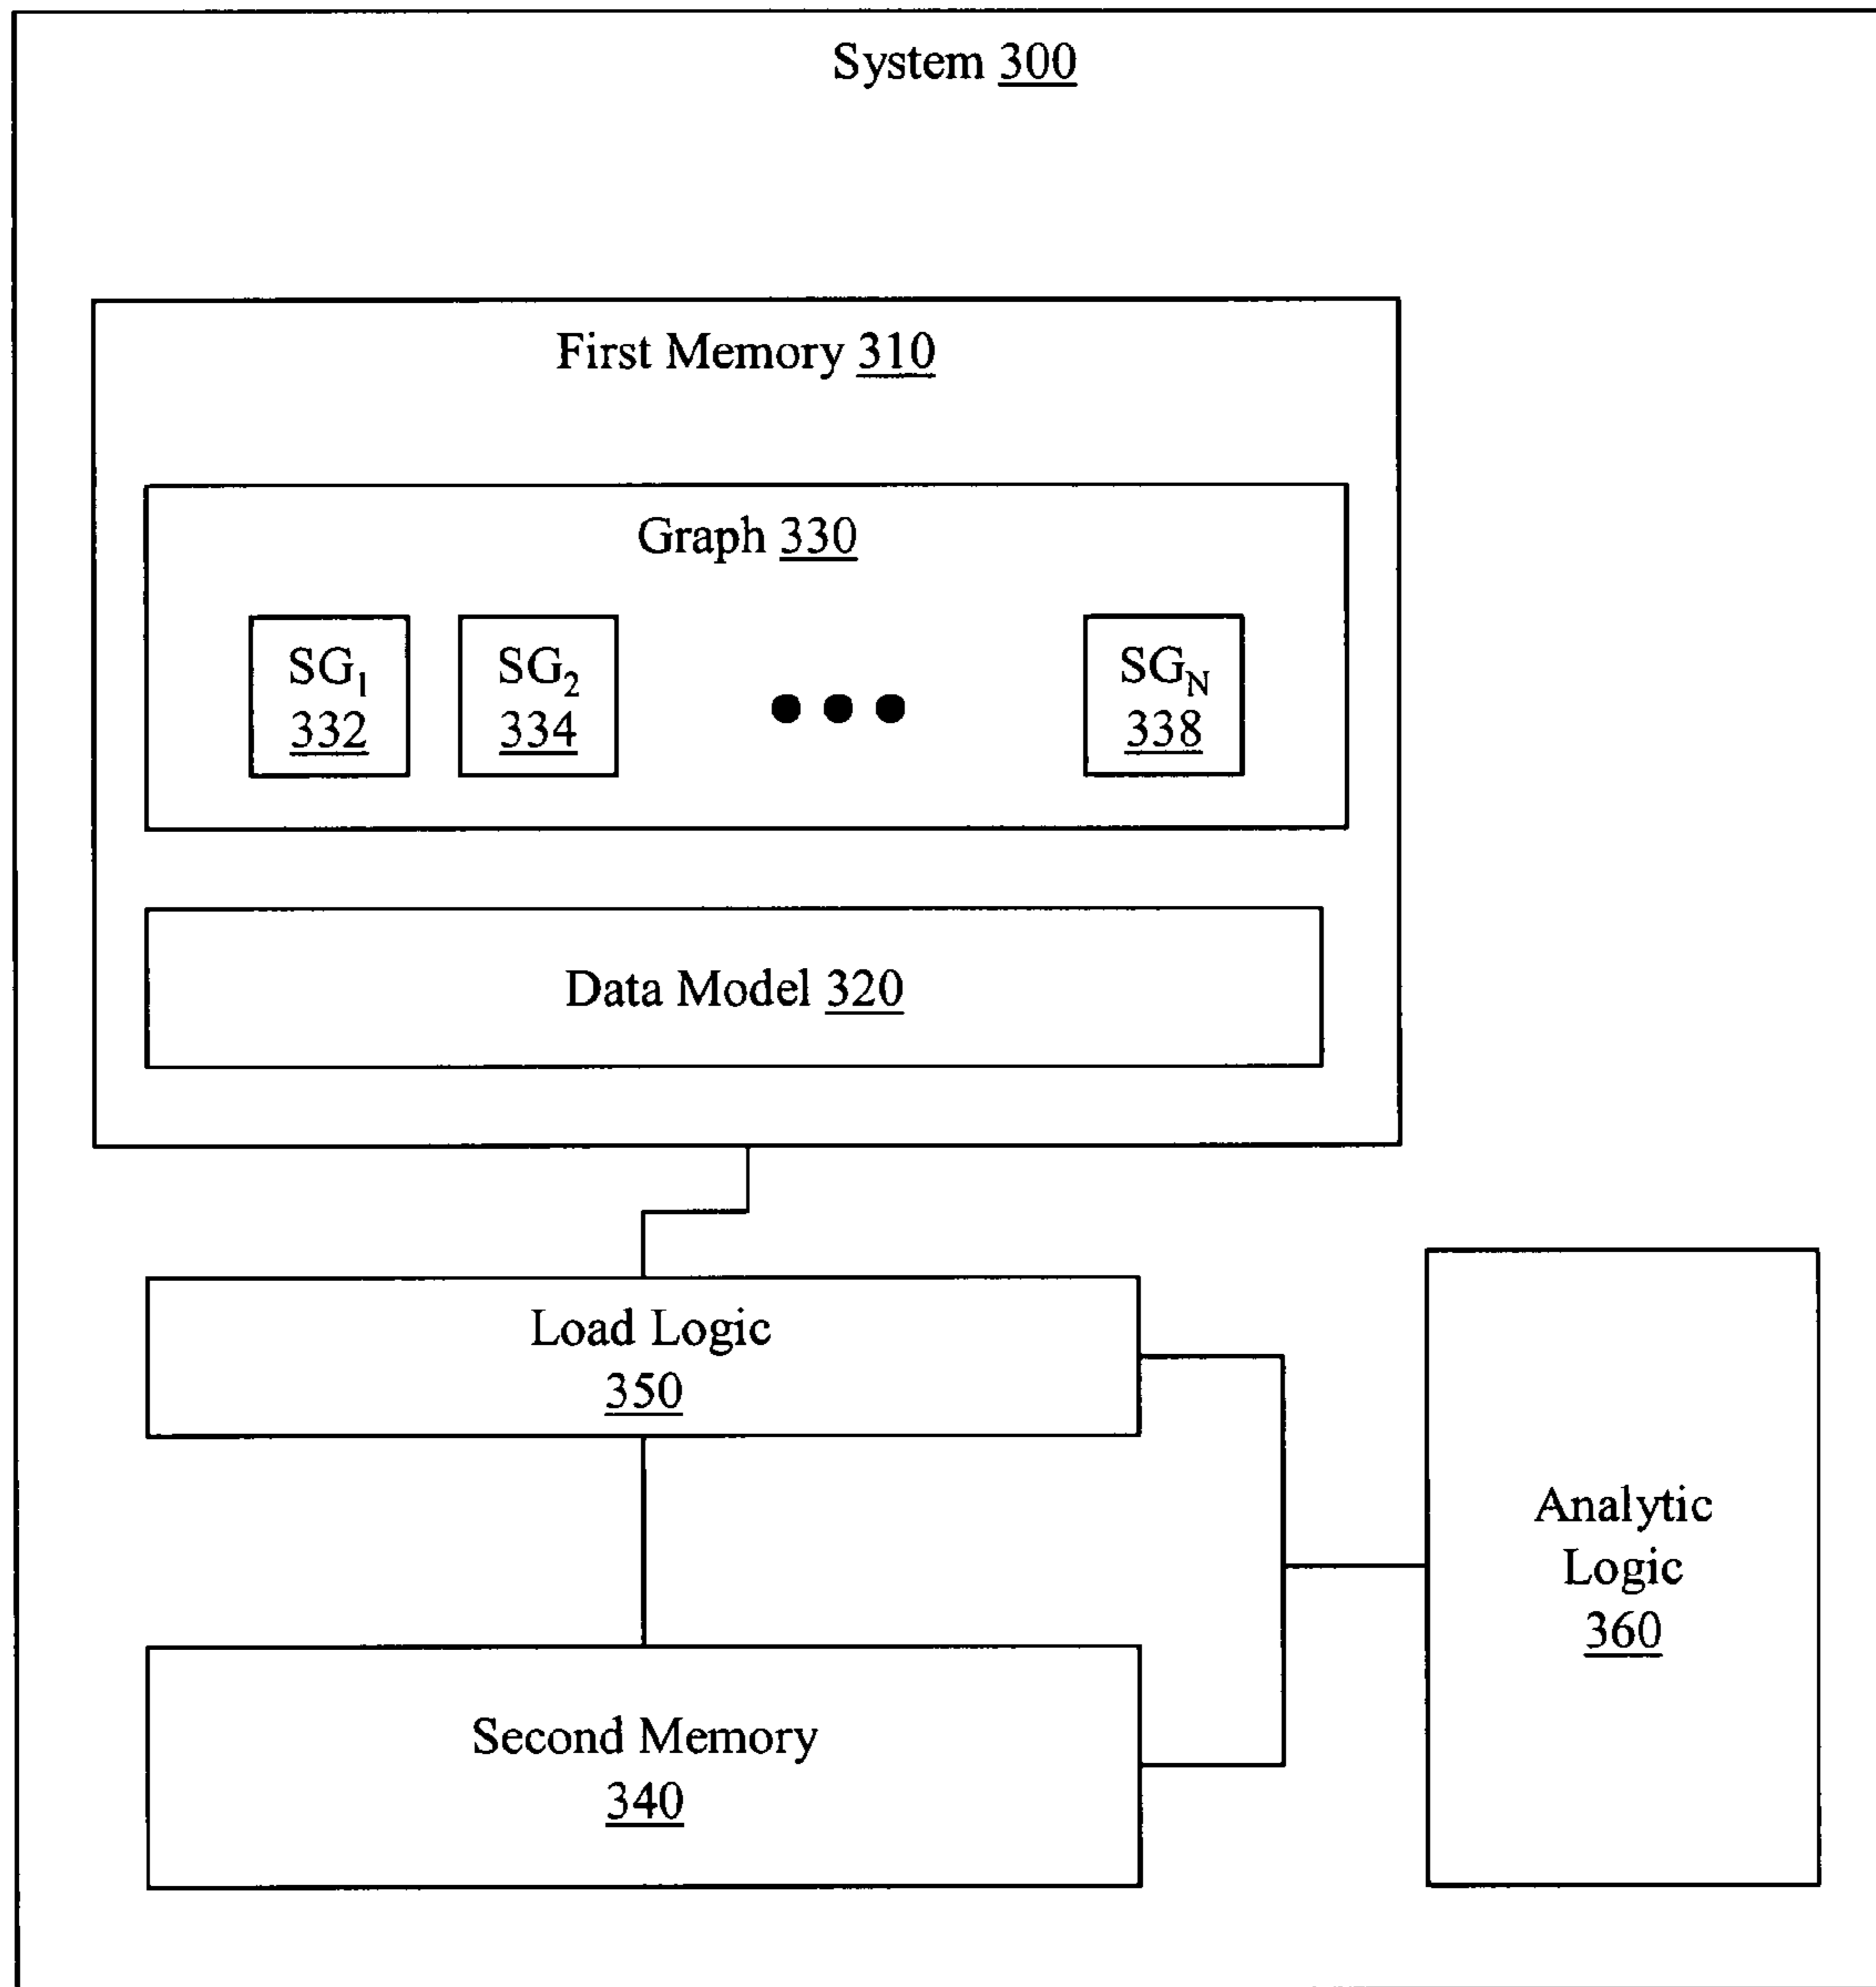 System 300
First Memory 310
Graph 330
SG₁
332
SG₂
334
SG_N
338
Data Model 320
Load Logic
350
Analytic
Logic
360
Second Memory
340